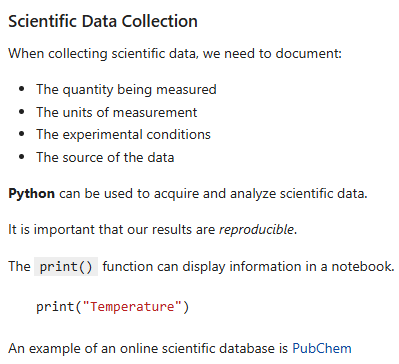 Scientific Data Collection
When collecting scientific data, we need to document:
• The quantity being measured
• The units of measurement
• The experimental conditions
• The source of the data
Python can be used to acquire and analyze scientific data.
It is important that our results are reproducible.
The print() function can display information in a notebook.
print("Temperature")
An example of an online scientific database is PubChem